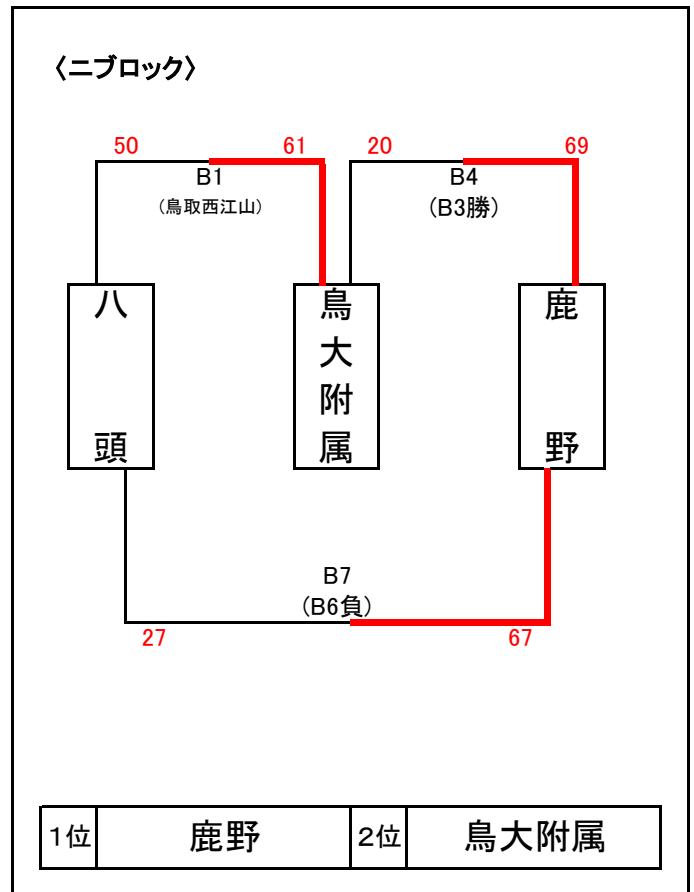 〈ニブロック〉
50 61 20 69
B1 B4
（鳥取西江山） （B3勝）
八頭 鳥大附属 鹿野
B7
（B6負）
27 67
1位 鹿野 2位 鳥大附属